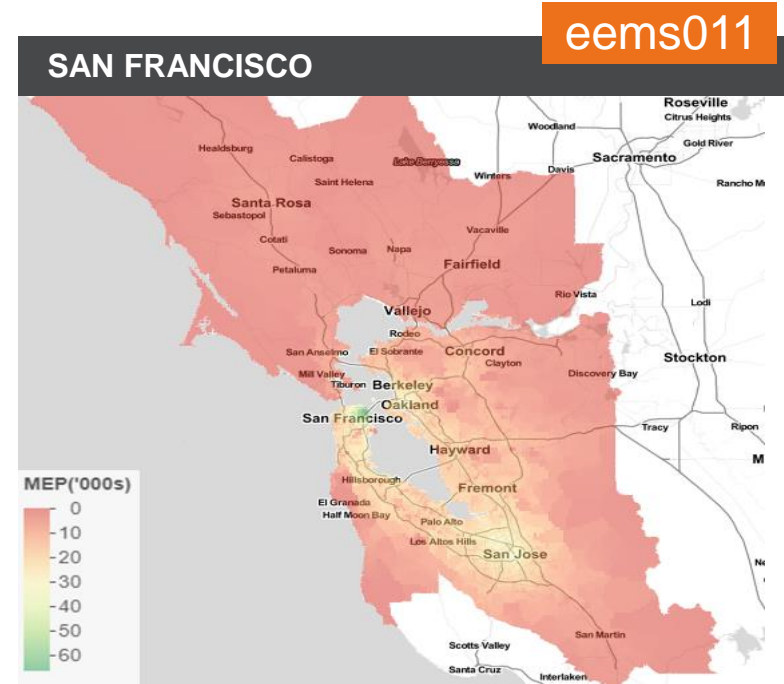 eems011
SAN FRANCISCO
Roseville
Citrus Heights
Woodland
Gold River
Healdsburg
Calistoga
Lake Berryessa
Sacramento
Winters
Davis
Saint Helena
Rancho M
Santa Rosa
Sebastopol
Vacaville
Cotati
Sonoma
Napa
Petaluma
Fairfield
Rio Vista
Lodi
Vallejo
Rodeo
San Anselmo
El Sobrante
Concord
Clayton
Stockton
Mill Valley
Discovery Bay
Tiburon
Berkeley
Oakland
San Francisco
Tracy
Ripon
Hayward
M
Hillsborough
MEP('000s)
Fremont
El Granada
Half Moon Bay
Palo Alto
Los Altos Hills
San Jose
Ne
0
10
20
30
40
50
60
San Martin
Scotts Valley
Santa Cruz
Interlaken